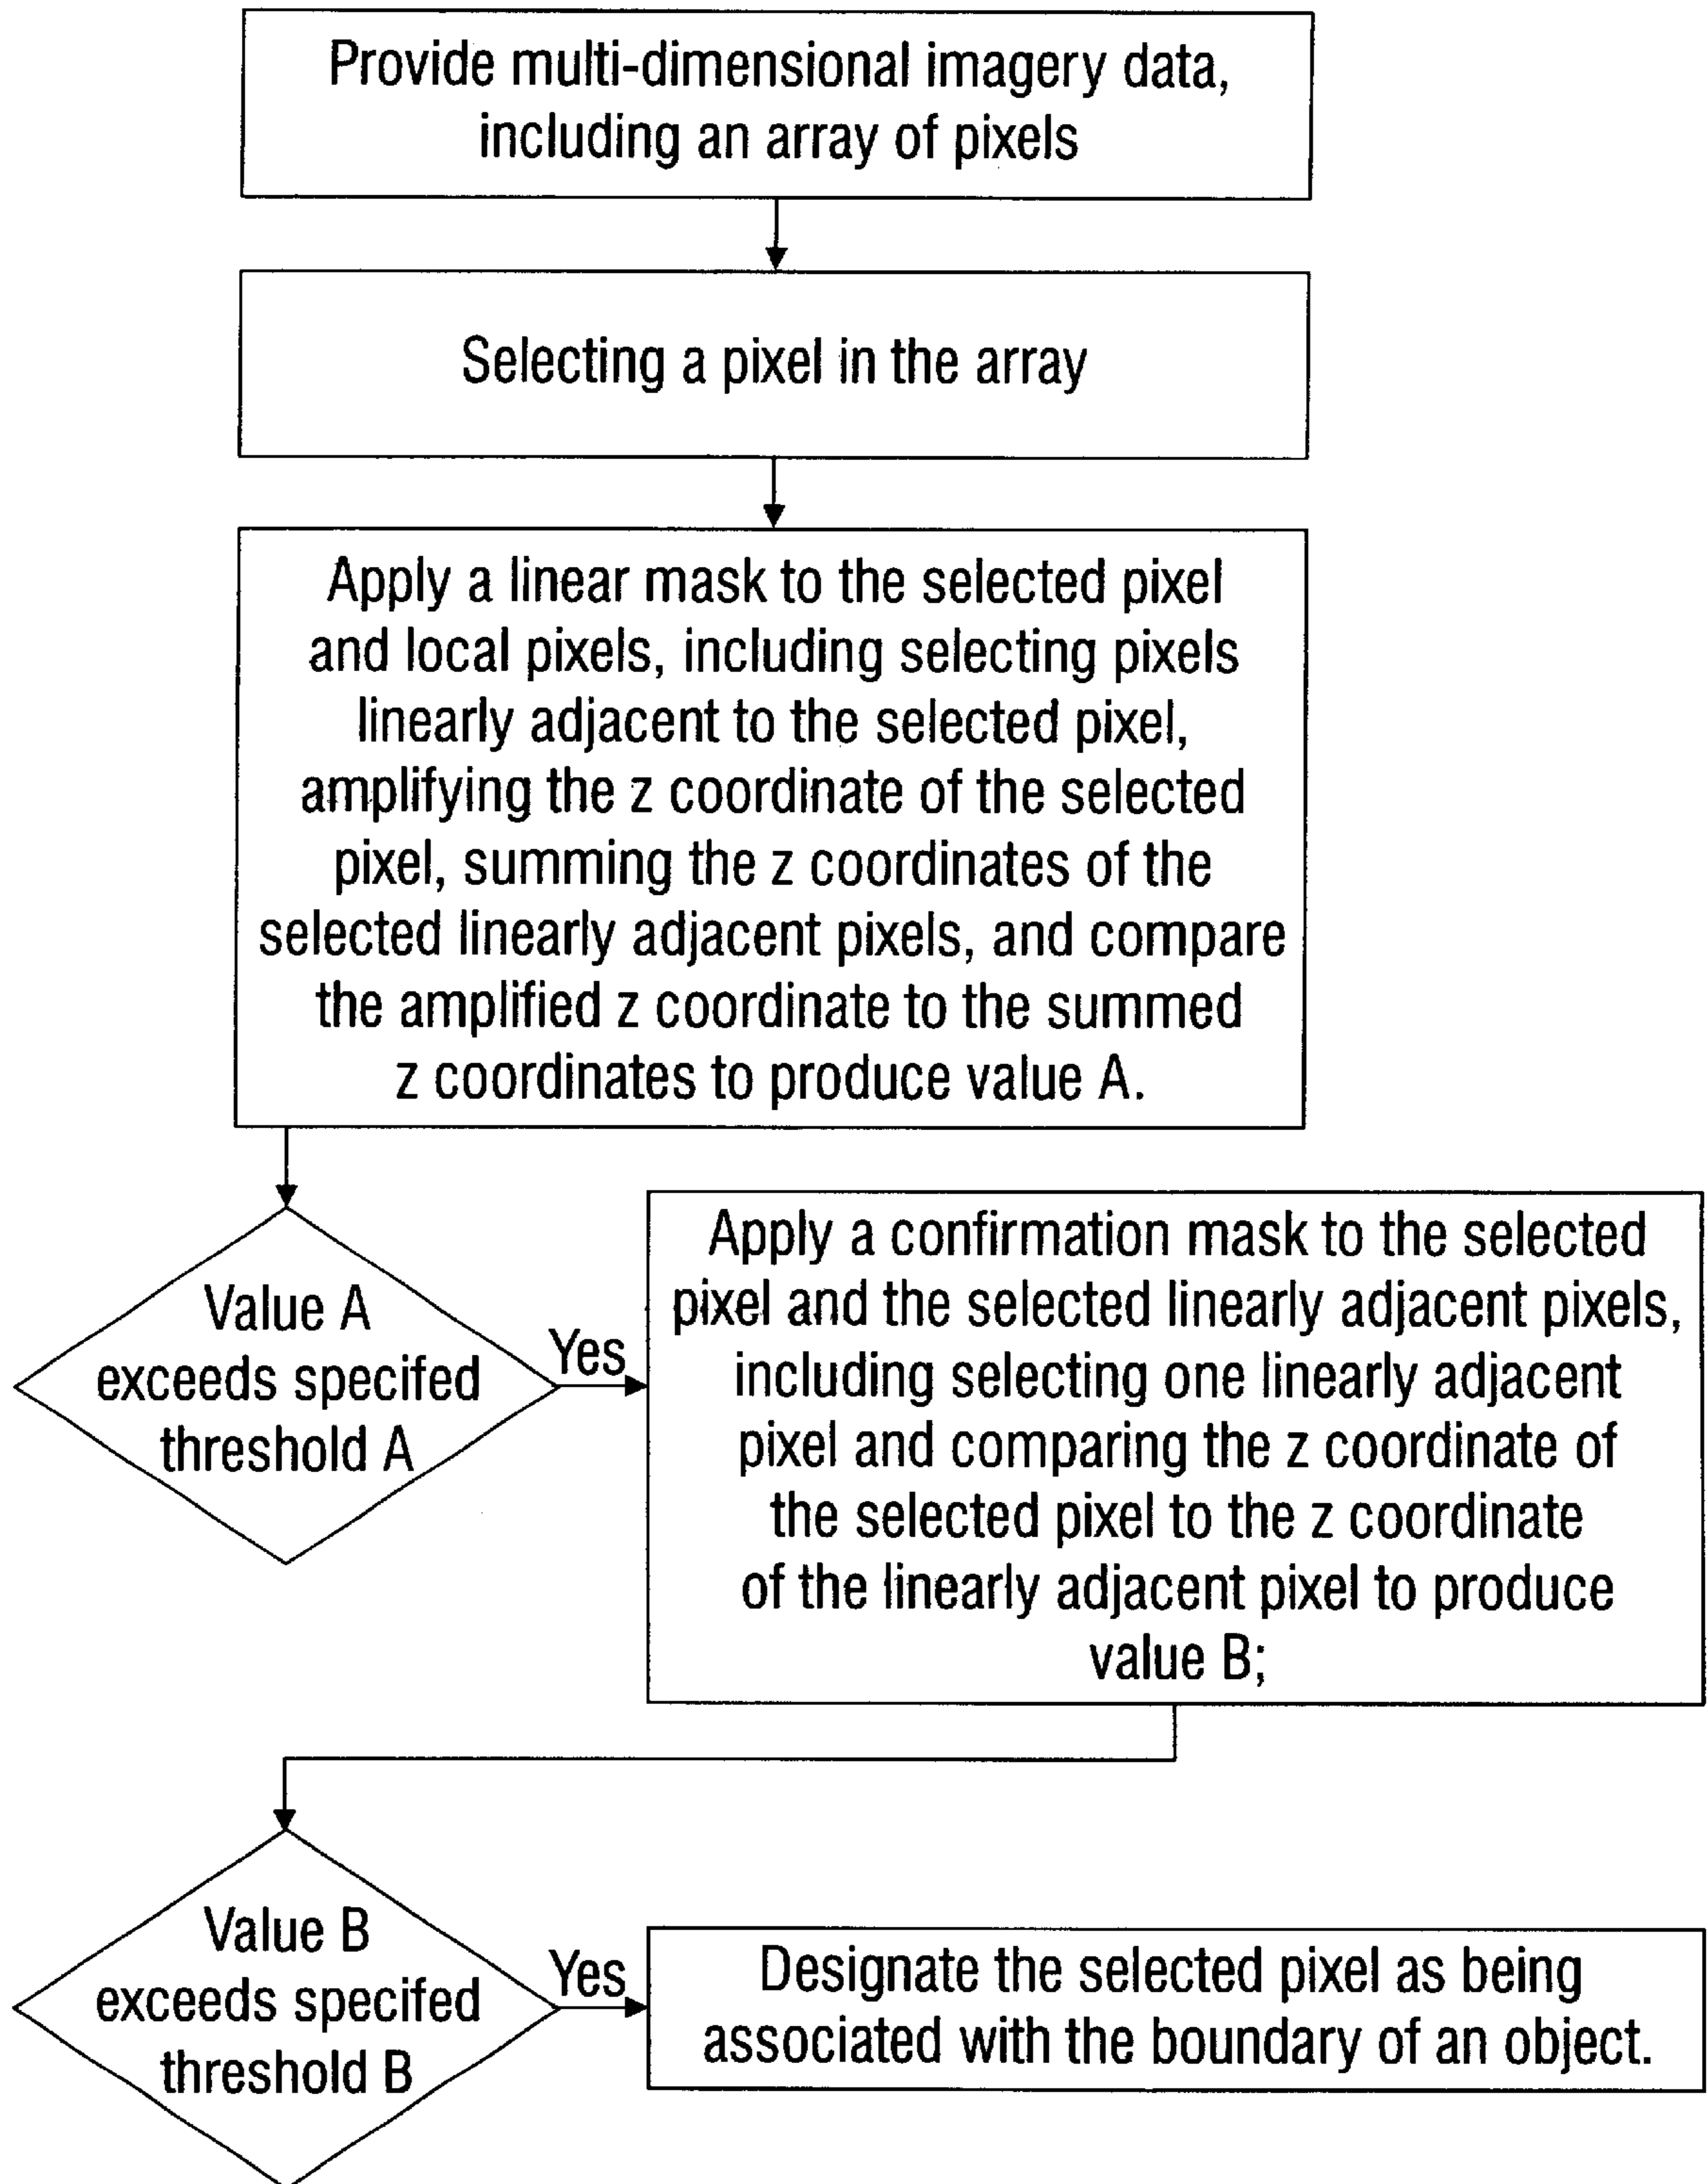 Provide multi-dimensional imagery data,
including an array of pixels
Selecting a pixel in the array
Apply a linear mask to the selected pixel
and local pixels, including selecting pixels
linearly adjacent to the selected pixel,
amplifying the z coordinate of the selected
pixel, summing the z coordinates of the
selected linearly adjacent pixels, and compare
the amplified z coordinate to the summed
z coordinates to produce value A.
Value A
exceeds specifed
threshold A
Yes
Apply a confirmation mask to the selected
pixel and the selected linearly adjacent pixels,
including selecting one linearly adjacent
pixel and comparing the z coordinate of
the selected pixel to the z coordinate
of the linearly adjacent pixel to produce
value B;
Value B
exceeds specifed
threshold B
Yes
Designate the selected pixel as being
associated with the boundary of an object.